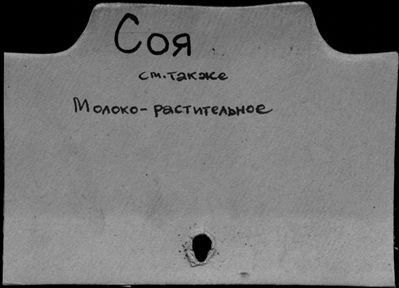 Соя
см. также
Молоко-растительное